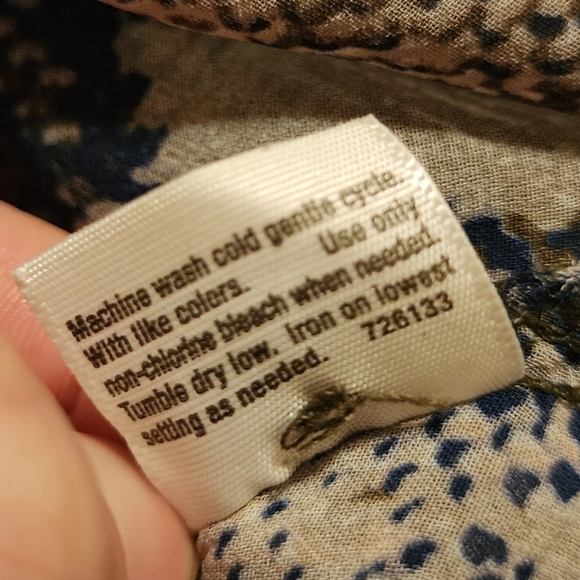 Machine wash cold gentle cycle.
With like colors. Use only
non-chlorine bleach when needed.
Tumble dry low. Iron on lowest
setting as needed. 726133